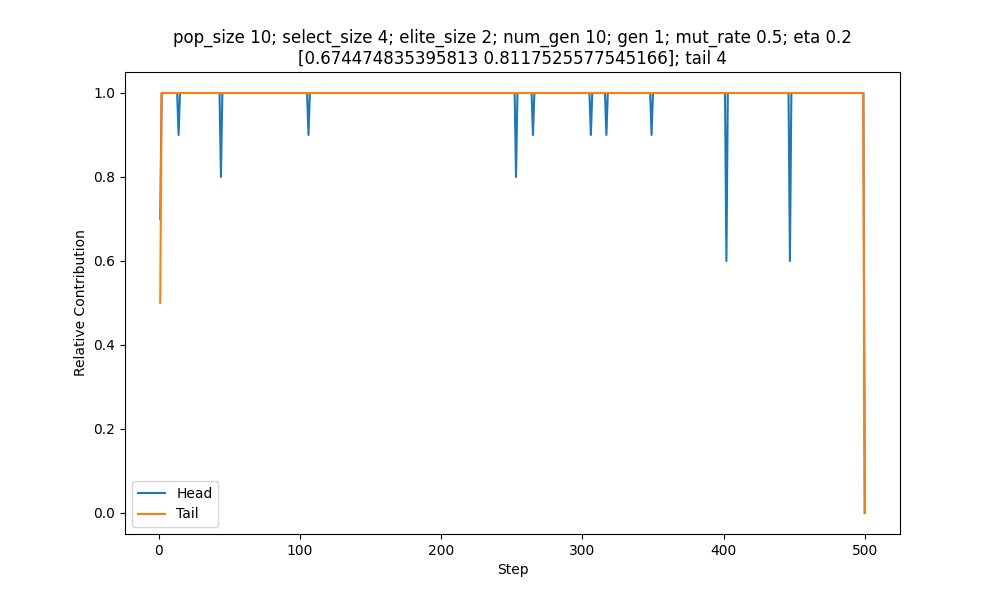 pop_size 10; select_size 4; elite_size 2; num_gen 10; gen 1; mut_rate 0.5; eta 0.2
[0.674474835395813 0.8117525577545166]; tail 4
1.0
0.8
0.6
0.4
0.2
0.0
Relative Contribution
Head
Tail
0
100
200
300
400
500
Step